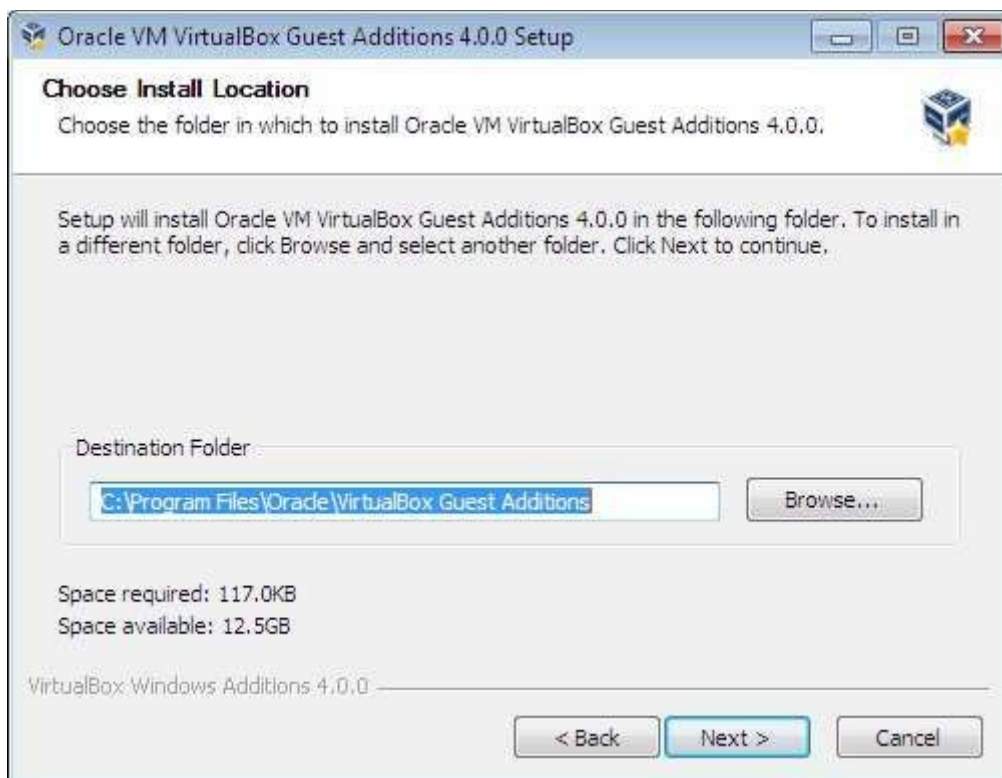 Oracle VM VirtualBox Guest Additions 4.0.0 Setup
Choose Install Location
Choose the folder in which to install Oracle VM VirtualBox Guest Additions 4.0.0.
Setup will install Oracle VM VirtualBox Guest Additions 4.0.0 in the following folder. To install in
a different folder, click Browse and select another folder. Click Next to continue.
Destination Folder
C:\Program Files\Oracle\VirtualBox Guest Additions
Browse...
Space required: 117.0KB
Space available: 12.5GB
VirtualBox Windows Additions 4.0.0
< Back
Next >
Cancel